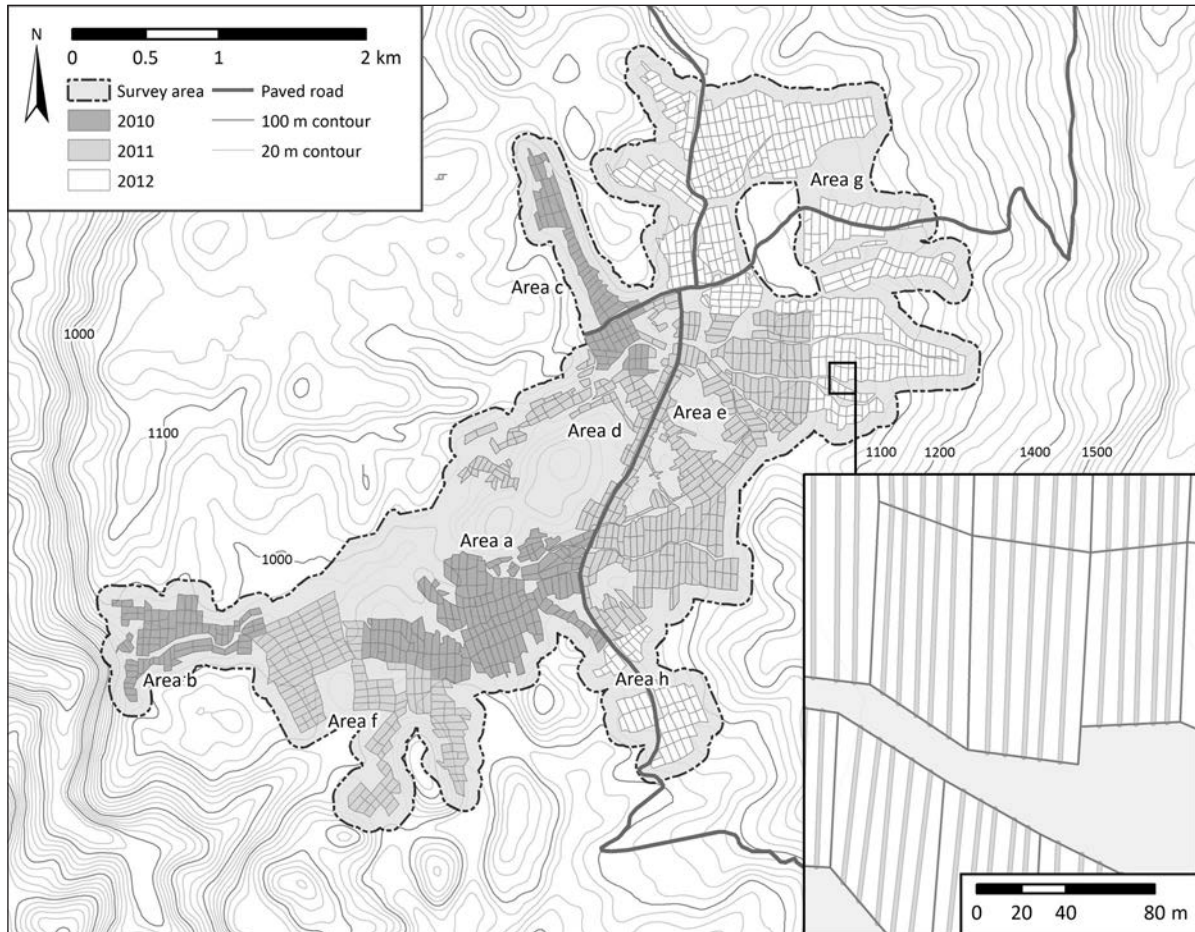 N
0 0.5 1 2 km
Survey area
2010
2011
2012
Paved road
100 m contour
20 m contour
Area g
Area c
1000
Area e
Area d
1100
1100 1200 1400 1500
Area a
1000
Area b
Area h
Area f
0 20 40 80 m